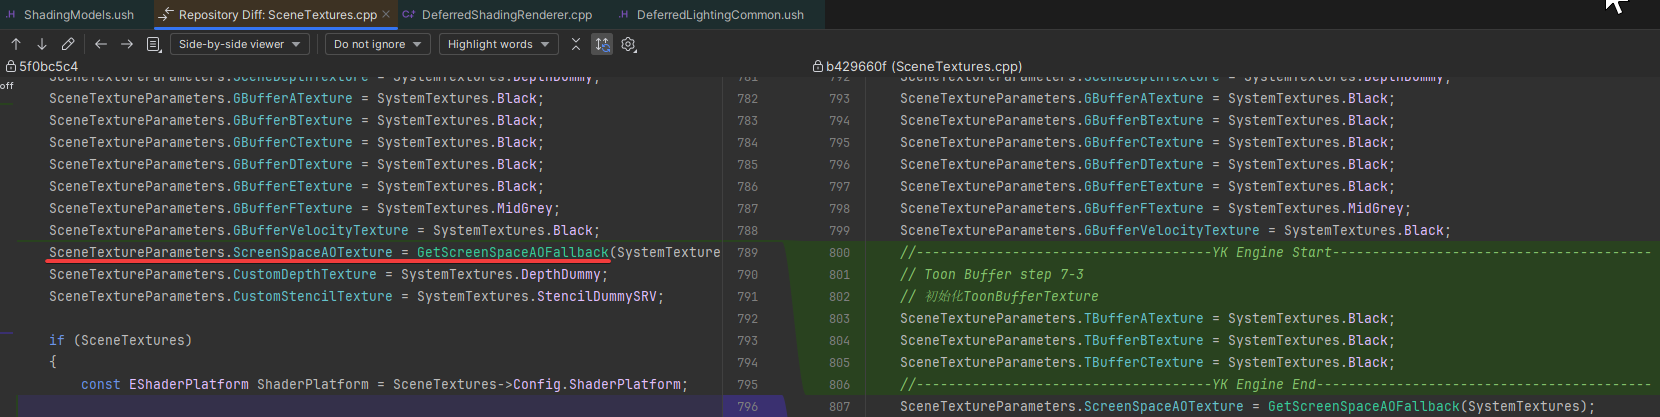 .H ShadingModels.ush
Repository Diff: SceneTextures.cpp
C++ DeferredShadingRenderer.cpp
.H DeferredLightingCommon.ush
Side-by-side viewer
Do not ignore
Highlight words
5f0bc5c4
b429660f (SceneTextures.cpp)
off
SceneTextureParameters.SceneDepthTexture = SystemTextures.DepthDummy; 781
SceneTextureParameters.GBufferATexture = SystemTextures.Black; 782
SceneTextureParameters.GBufferBTexture = SystemTextures.Black; 783
SceneTextureParameters.GBufferCTexture = SystemTextures.Black; 784
SceneTextureParameters.GBufferDTexture = SystemTextures.Black; 785
SceneTextureParameters.GBufferETexture = SystemTextures.Black; 786
SceneTextureParameters.GBufferFTexture = SystemTextures.MidGrey; 787
SceneTextureParameters.GBufferVelocityTexture = SystemTextures.Black; 788
SceneTextureParameters.ScreenSpaceAOTexture = GetScreenSpaceAOFallback(SystemTexture 789
SceneTextureParameters.CustomDepthTexture = SystemTextures.DepthDummy; 790
SceneTextureParameters.CustomStencilTexture = SystemTextures.StencilDummySRV; 791
792
if (SceneTextures) 793
{ 794
const EShaderPlatform ShaderPlatform = SceneTextures->Config.ShaderPlatform; 795
796
792 SceneTextureParameters.SceneDepthTexture = SystemTextures.DepthDummy;
793 SceneTextureParameters.GBufferATexture = SystemTextures.Black;
794 SceneTextureParameters.GBufferBTexture = SystemTextures.Black;
795 SceneTextureParameters.GBufferCTexture = SystemTextures.Black;
796 SceneTextureParameters.GBufferDTexture = SystemTextures.Black;
797 SceneTextureParameters.GBufferETexture = SystemTextures.Black;
798 SceneTextureParameters.GBufferFTexture = SystemTextures.MidGrey;
799 SceneTextureParameters.GBufferVelocityTexture = SystemTextures.Black;
800 //-------------------------------------YK Engine Start----------------------------------------
801 // Toon Buffer step 7-3
802 // 初始化ToonBufferTexture
803 SceneTextureParameters.TBufferATexture = SystemTextures.Black;
804 SceneTextureParameters.TBufferBTexture = SystemTextures.Black;
805 SceneTextureParameters.TBufferCTexture = SystemTextures.Black;
806 //-------------------------------------YK Engine End------------------------------------------
807 SceneTextureParameters.ScreenSpaceAOTexture = GetScreenSpaceAOFallback(SystemTextures);